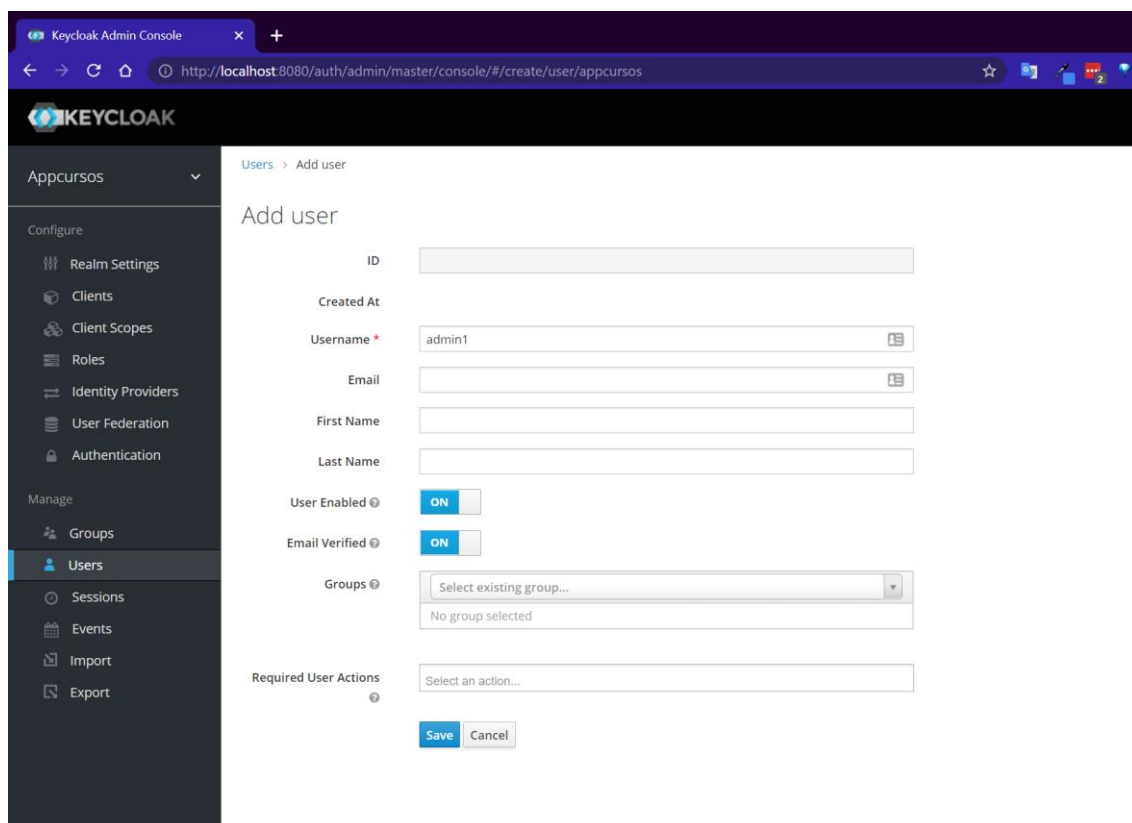 Keycloak Admin Console
http://localhost:8080/auth/admin/master/console/#/create/user/appcursos
2
KEYCLOAK
Appcursos
Configure
Realm Settings
Clients
Client Scopes
Roles
Identity Providers
User Federation
Authentication
Manage
Groups
Users
Sessions
Events
Import
Export
Users > Add user
Add user
ID
Created At
Username * admin1
Email
First Name
Last Name
User Enabled ON
Email Verified ON
Groups Select existing group...
No group selected
Required User Actions Select an action...
Save Cancel